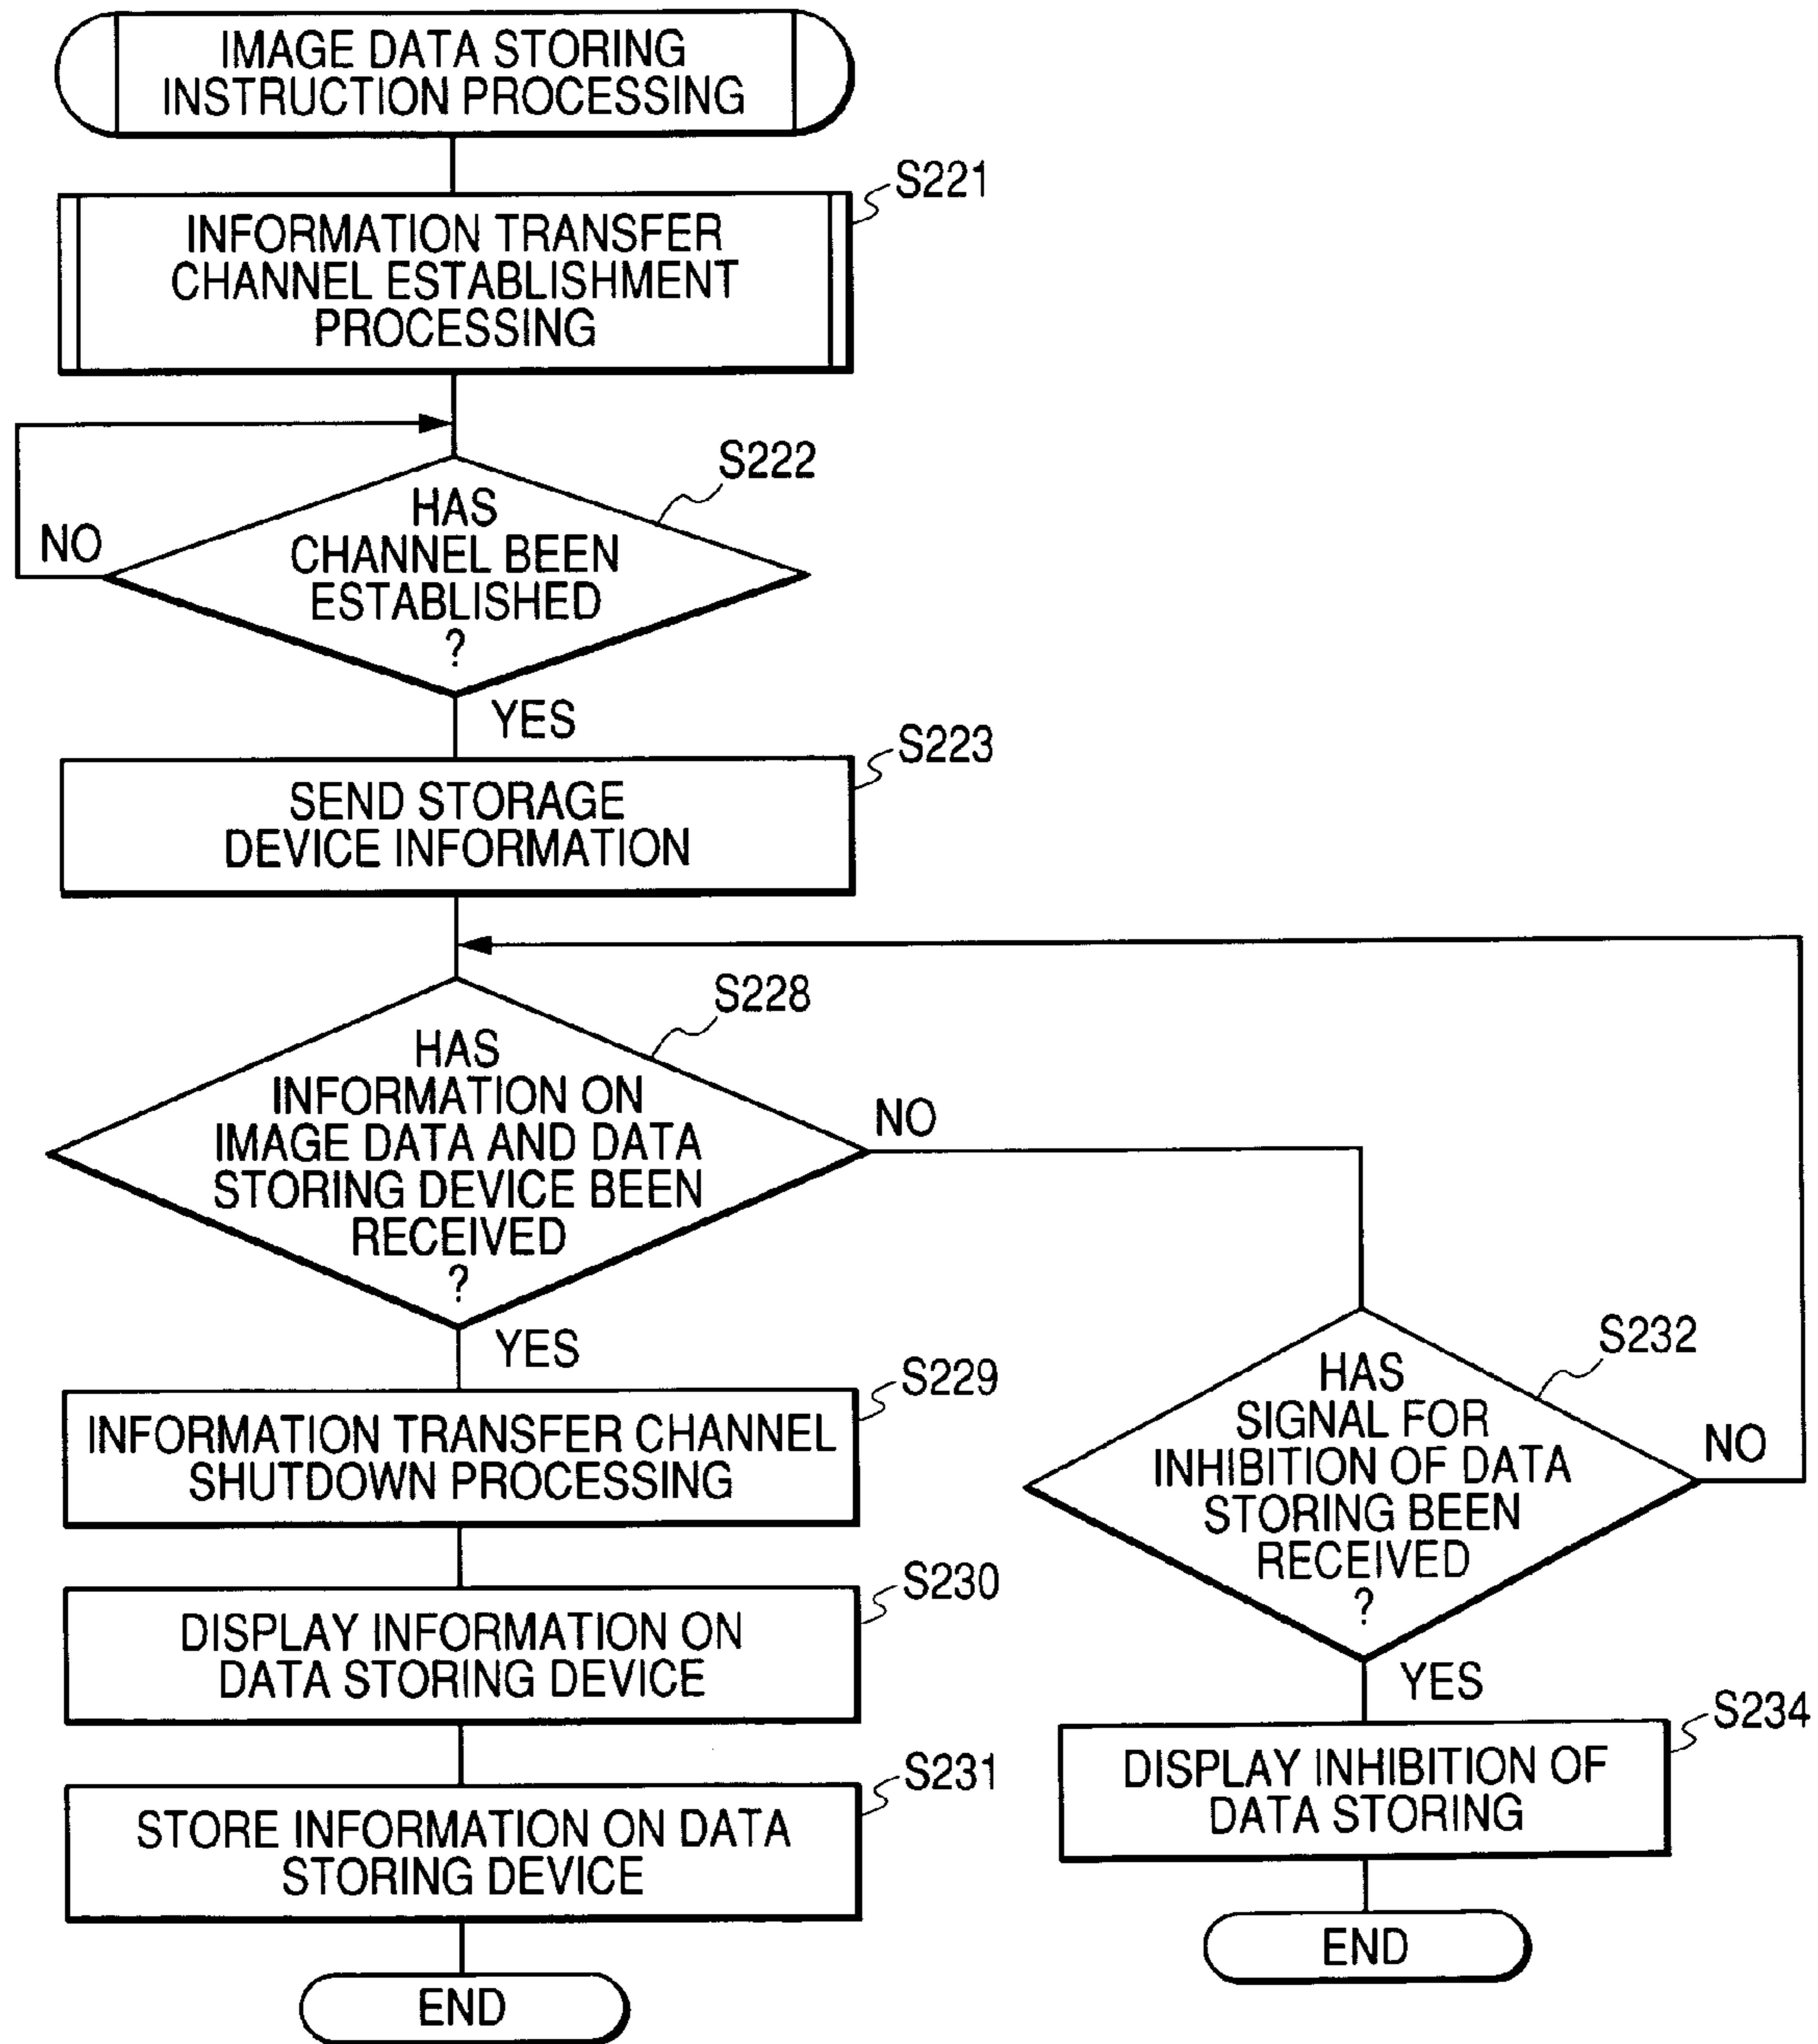 IMAGE DATA STORING
INSTRUCTION PROCESSING
S221
INFORMATION TRANSFER
CHANNEL ESTABLISHMENT
PROCESSING
S222
HAS
CHANNEL BEEN
ESTABLISHED
?
NO
YES
S223
SEND STORAGE
DEVICE INFORMATION
S228
HAS
INFORMATION ON
IMAGE DATA AND DATA
STORING DEVICE BEEN
RECEIVED
?
NO
YES
S229
INFORMATION TRANSFER CHANNEL
SHUTDOWN PROCESSING
S230
DISPLAY INFORMATION ON
DATA STORING DEVICE
S231
STORE INFORMATION ON DATA
STORING DEVICE
END
S232
HAS
SIGNAL FOR
INHIBITION OF DATA
STORING BEEN
RECEIVED
?
NO
YES
S234
DISPLAY INHIBITION OF
DATA STORING
END